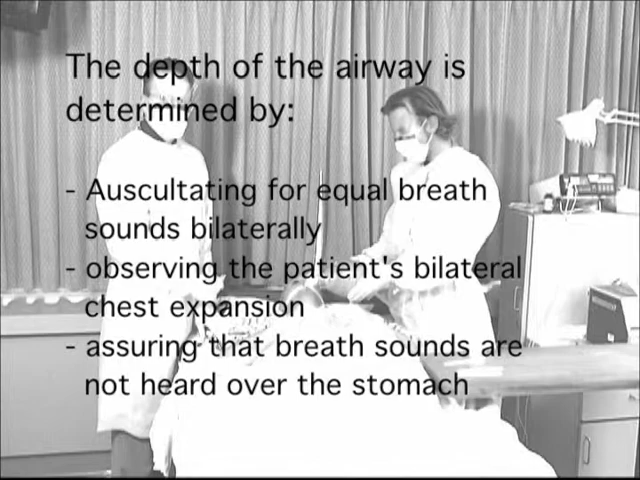 The depth of the airway is
determined by:
- Auscultating for equal breath
sounds bilaterally
- observing the patient's bilateral
chest expansion
- assuring that breath sounds are
not heard over the stomach